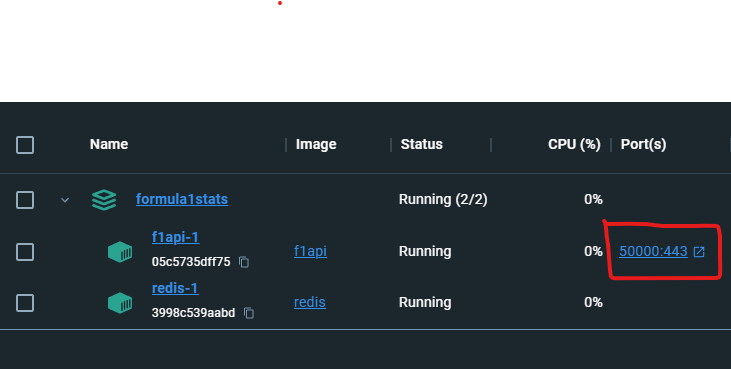 Name Image Status CPU (%) Port(s)
formula1stats Running (2/2) 0%
f1api-1
05c5735dff75 f1api Running 0% 50000:443
redis-1
3998c539aabd redis Running 0%